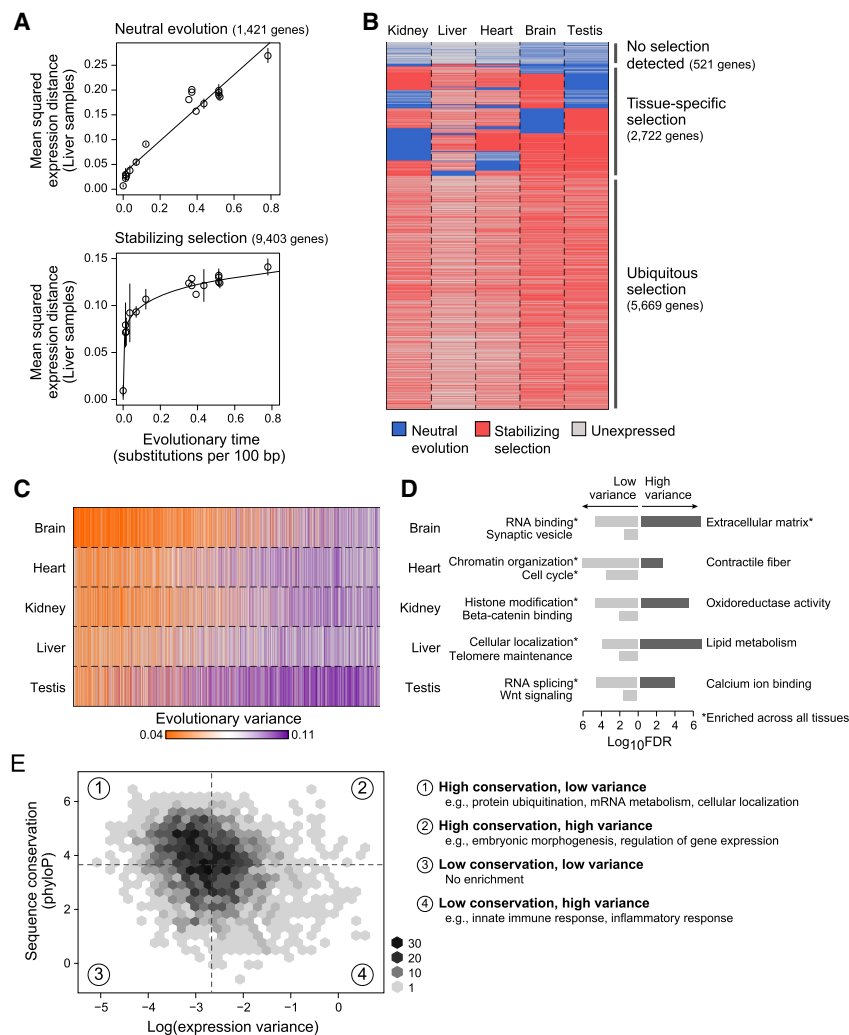 A
Neutral evolution (1,421 genes)
Mean squared
expression distance
(Liver samples)
0.25
0.20
0.15
0.10
0.05
0.00
0.0 0.2 0.4 0.6 0.8
Stabilizing selection (9,403 genes)
Mean squared
expression distance
(Liver samples)
0.15
0.10
0.05
0.00
0.0 0.2 0.4 0.6 0.8
Evolutionary time
(substitutions per 100 bp)
B
Kidney Liver Heart Brain Testis
No selection
detected (521 genes)
Tissue-specific
selection
(2,722 genes)
Ubiquitous
selection
(5,669 genes)
Neutral
evolution
Stabilizing
selection
Unexpressed
C
Brain
Heart
Kidney
Liver
Testis
Evolutionary variance
0.04 0.11
D
Low
variance
High
variance
Brain
RNA binding*
Synaptic vesicle
Extracellular matrix*
Heart
Chromatin organization*
Cell cycle*
Contractile fiber
Kidney
Histone modification*
Beta-catenin binding
Oxidoreductase activity
Liver
Cellular localization*
Telomere maintenance
Lipid metabolism
Testis
RNA splicing*
Wnt signaling
Calcium ion binding
6 4 2 0 2 4 6
Log10FDR
*Enriched across all tissues
E
1
2
3
4
Sequence conservation
(phyloP)
6
4
2
0
−5 −4 −3 −2 −1 0
Log(expression variance)
30
20
10
1
1 High conservation, low variance
e.g., protein ubiquitination, mRNA metabolism, cellular localization
2 High conservation, high variance
e.g., embryonic morphogenesis, regulation of gene expression
3 Low conservation, low variance
No enrichment
4 Low conservation, high variance
e.g., innate immune response, inflammatory response